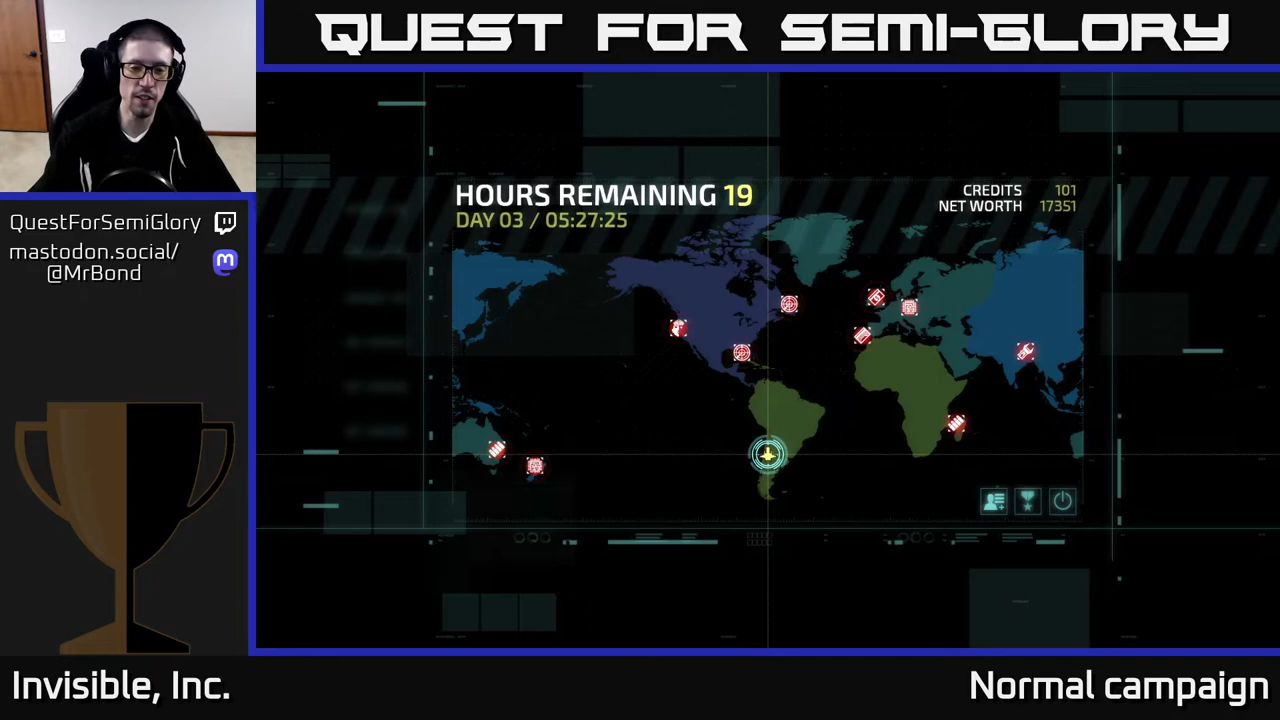 QUEST FOR SEMI-GLORY
QuestForSemiGlory
mastodon.social/
@MrBond
HOURS REMAINING 19
DAY 03 / 05:27:25
CREDITS 101
NET WORTH 17351
Invisible, Inc.
Normal campaign